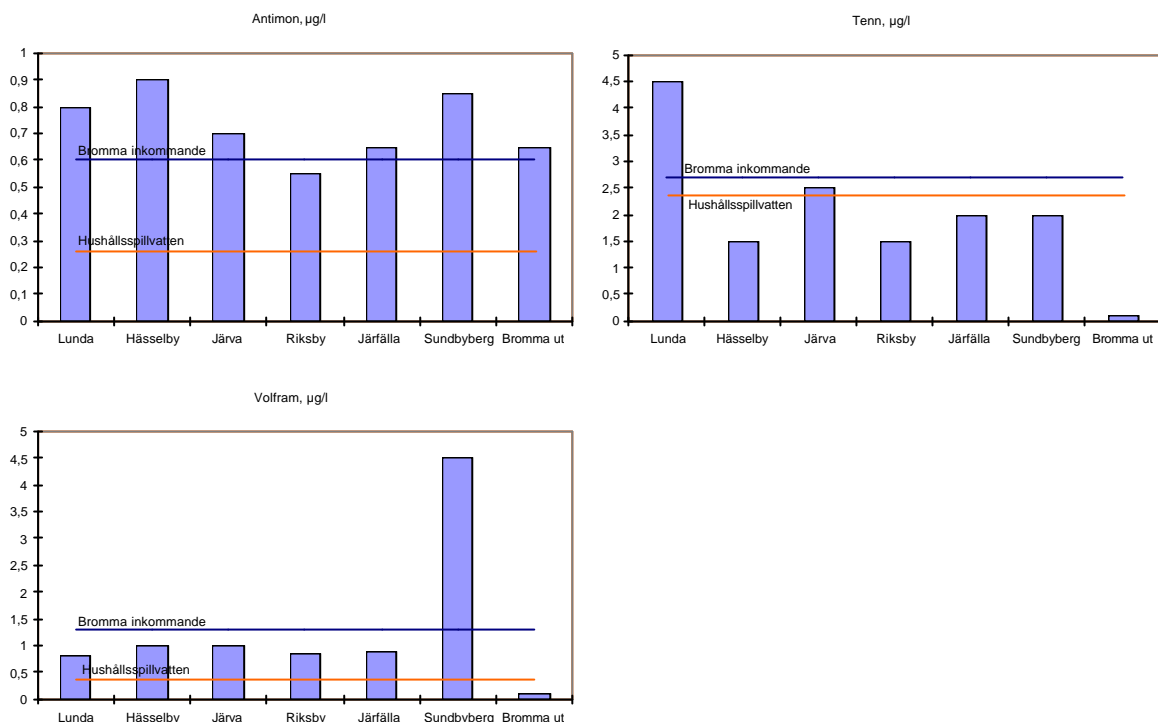 Antimon, µg/l
1
0,9
0,8
0,7
0,6
0,5
0,4
0,3
0,2
0,1
0
Bromma inkommande
Hushållsspillvatten
Lunda Hässelby Järva Riksby Järfälla Sundbyberg Bromma ut
Tenn, µg/l
5
4,5
4
3,5
3
2,5
2
1,5
1
0,5
0
Bromma inkommande
Hushållsspillvatten
Lunda Hässelby Järva Riksby Järfälla Sundbyberg Bromma ut
Volfram, µg/l
5
4,5
4
3,5
3
2,5
2
1,5
1
0,5
0
Bromma inkommande
Hushållsspillvatten
Lunda Hässelby Järva Riksby Järfälla Sundbyberg Bromma ut